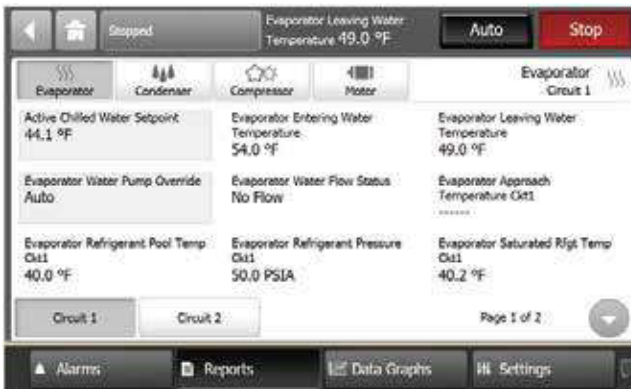 Stopped
Evaporator Leaving Water
Temperature 49.0 °F
Auto
Stop
Evaporator
Condenser
Compressor
Motor
Evaporator
Circuit 1
Active Chilled Water Setpoint
44.1 °F
Evaporator Entering Water
Temperature
54.0 °F
Evaporator Leaving Water
Temperature
49.0 °F
Evaporator Water Pump Override
Auto
Evaporator Water Flow Status
No Flow
Evaporator Approach
Temperature Ckt1
------
Evaporator Refrigerant Pool Temp
Ckt1
40.0 °F
Evaporator Refrigerant Pressure
Ckt1
50.0 PSIA
Evaporator Saturated Rfgt Temp
Ckt1
40.2 °F
Circuit 1
Circuit 2
Page 1 of 2
Alarms
Reports
Data Graphs
Settings